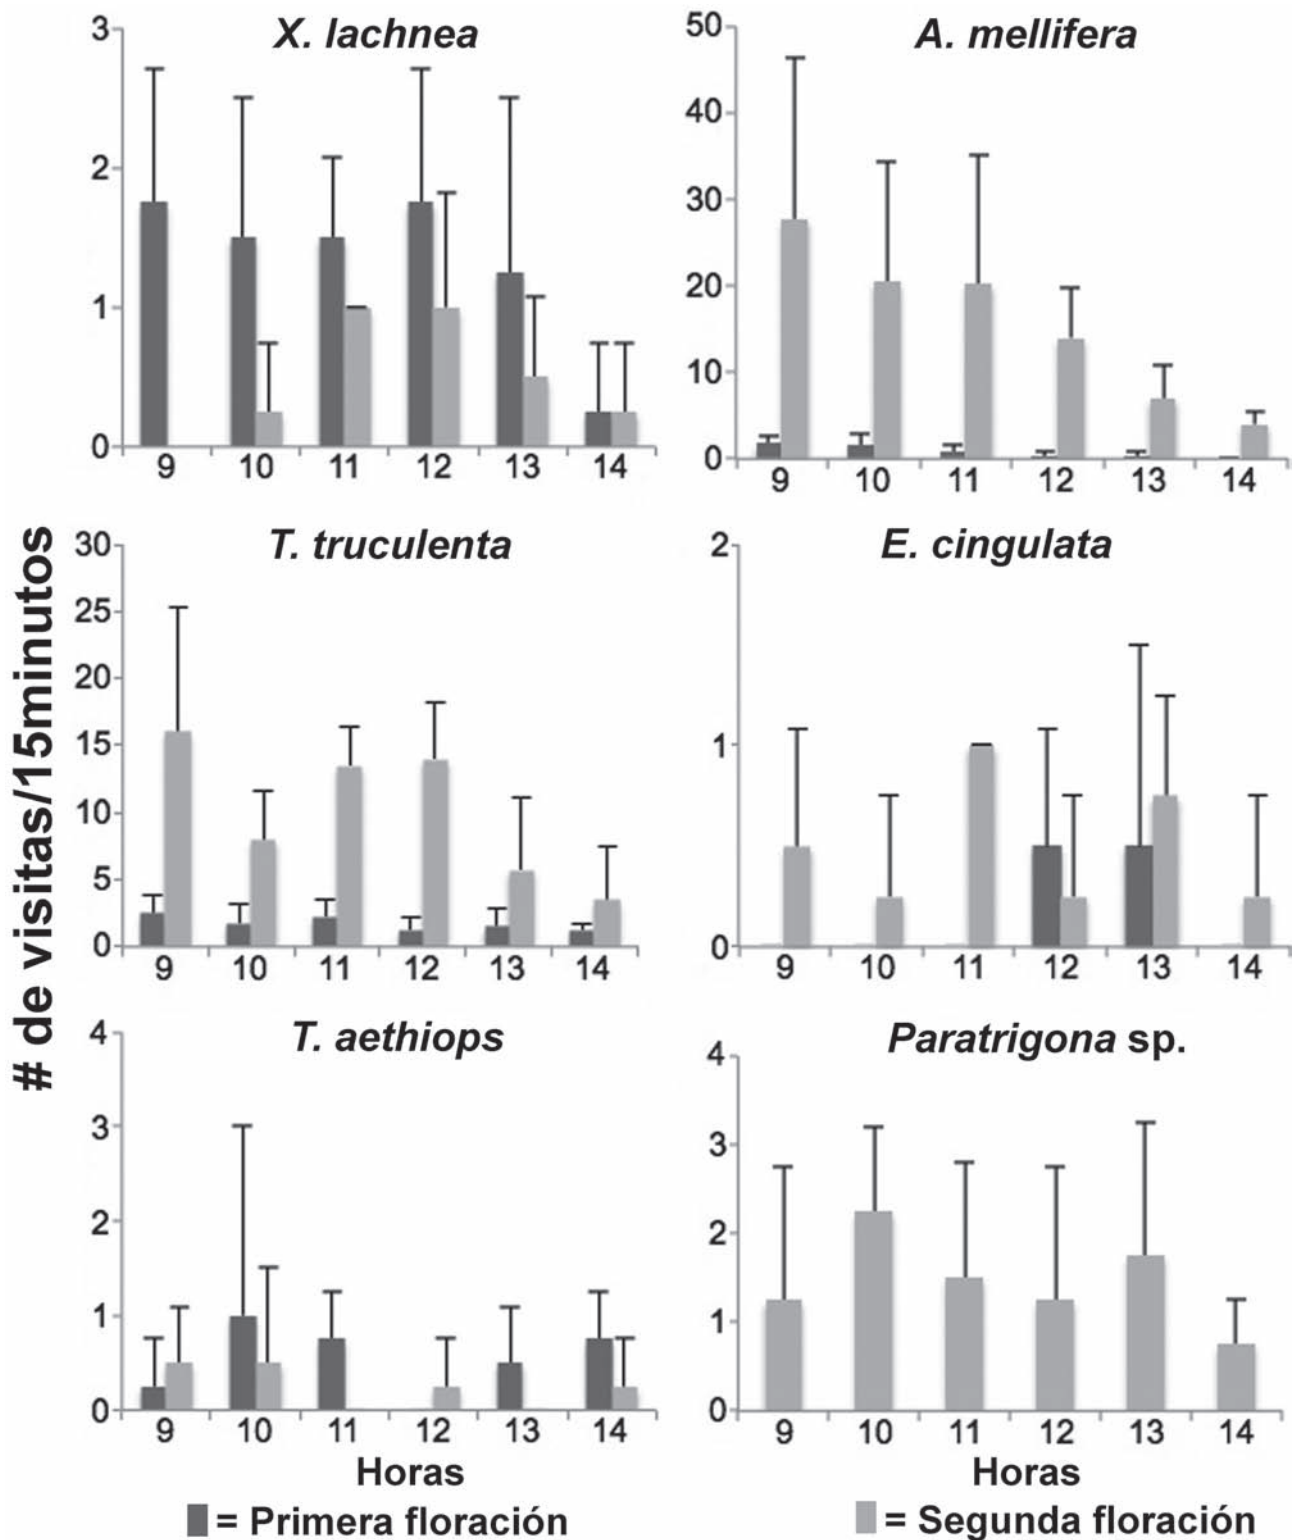 X. lachnea
3
2
1
0
9 10 11 12 13 14
A. mellifera
50
40
30
20
10
0
9 10 11 12 13 14
# de visitas/15minutos
T. truculenta
30
25
20
15
10
5
0
9 10 11 12 13 14
E. cingulata
2
1
0
9 10 11 12 13 14
T. aethiops
4
3
2
1
0
9 10 11 12 13 14
Horas
Paratrigona sp.
4
3
2
1
0
9 10 11 12 13 14
Horas
= Primera floración
= Segunda floración